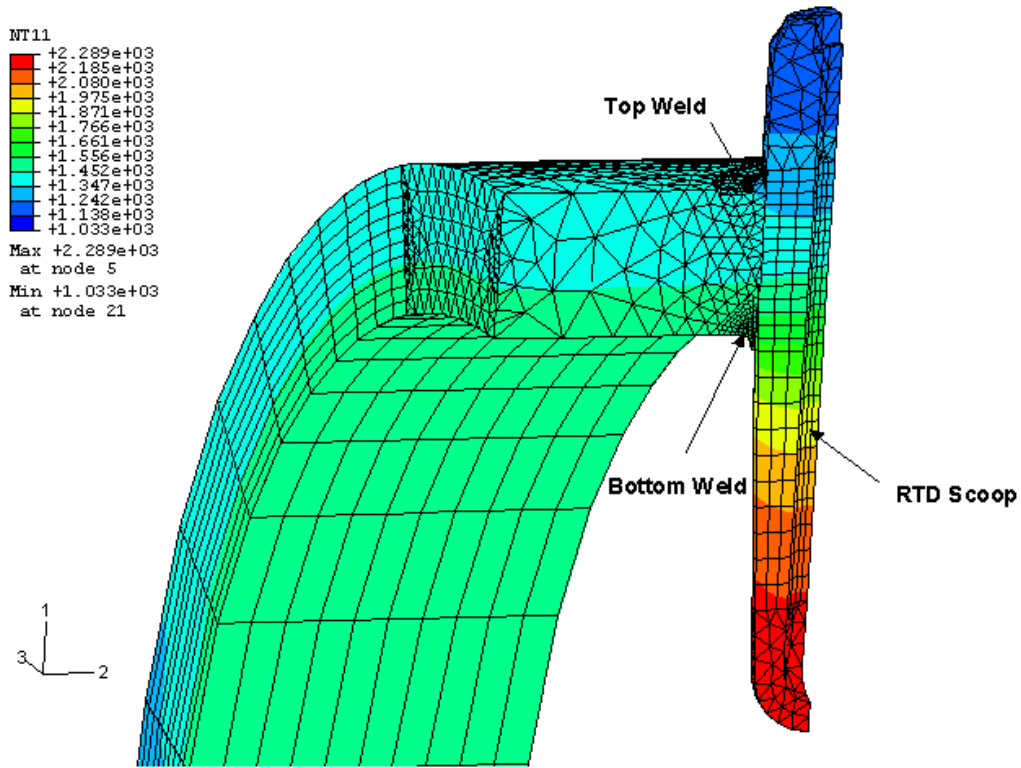 NT11
+2.289e+03
+2.185e+03
+2.080e+03
+1.975e+03
+1.871e+03
+1.766e+03
+1.661e+03
+1.556e+03
+1.452e+03
+1.347e+03
+1.242e+03
+1.138e+03
+1.033e+03
Max +2.289e+03
at node 5
Min +1.033e+03
at node 21
Top Weld
Bottom Weld
RTD Scoop
1
3
2